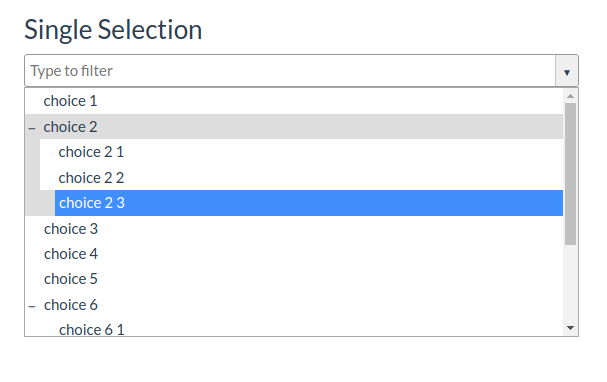 Single Selection
Type to filter
choice 1
– choice 2
choice 2 1
choice 2 2
choice 2 3
choice 3
choice 4
choice 5
– choice 6
choice 6 1